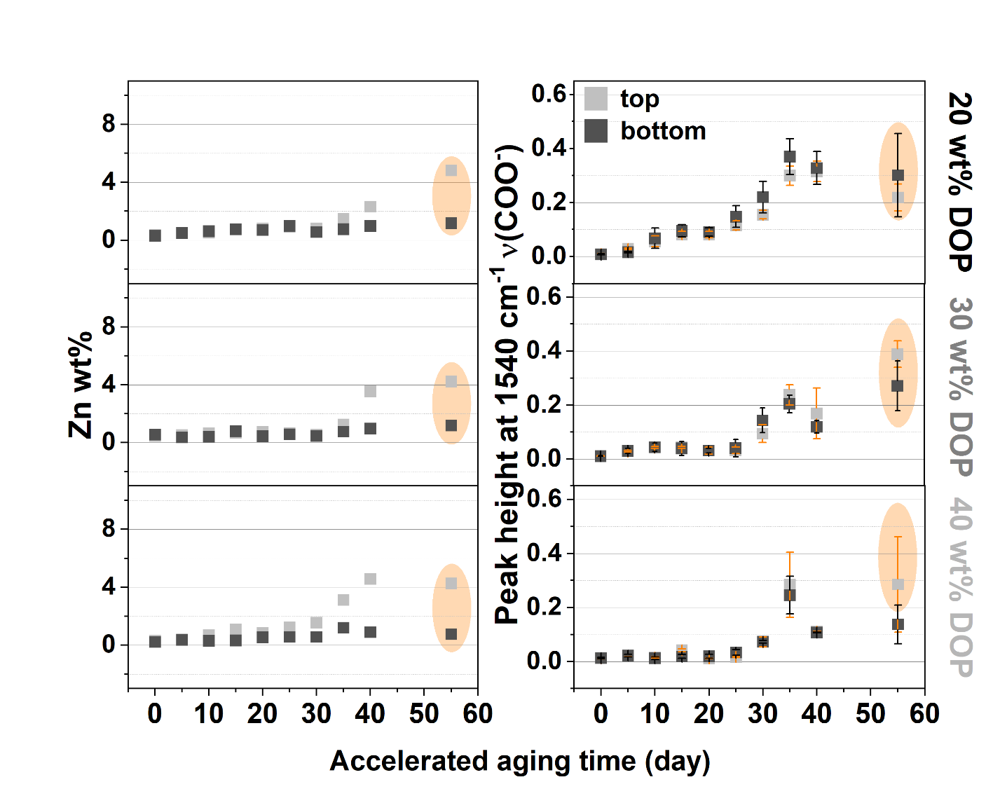 8
4
0
8
4
0
8
4
0
Zn wt%
0 10 20 30 40 50 60
0.6
0.4
0.2
0.0
0.6
0.4
0.2
0.0
0.6
0.4
0.2
0.0
Peak height at 1540 cm⁻¹ ν(COO⁻)
top
bottom
0 10 20 30 40 50 60
20 wt% DOP
30 wt% DOP
40 wt% DOP
Accelerated aging time (day)